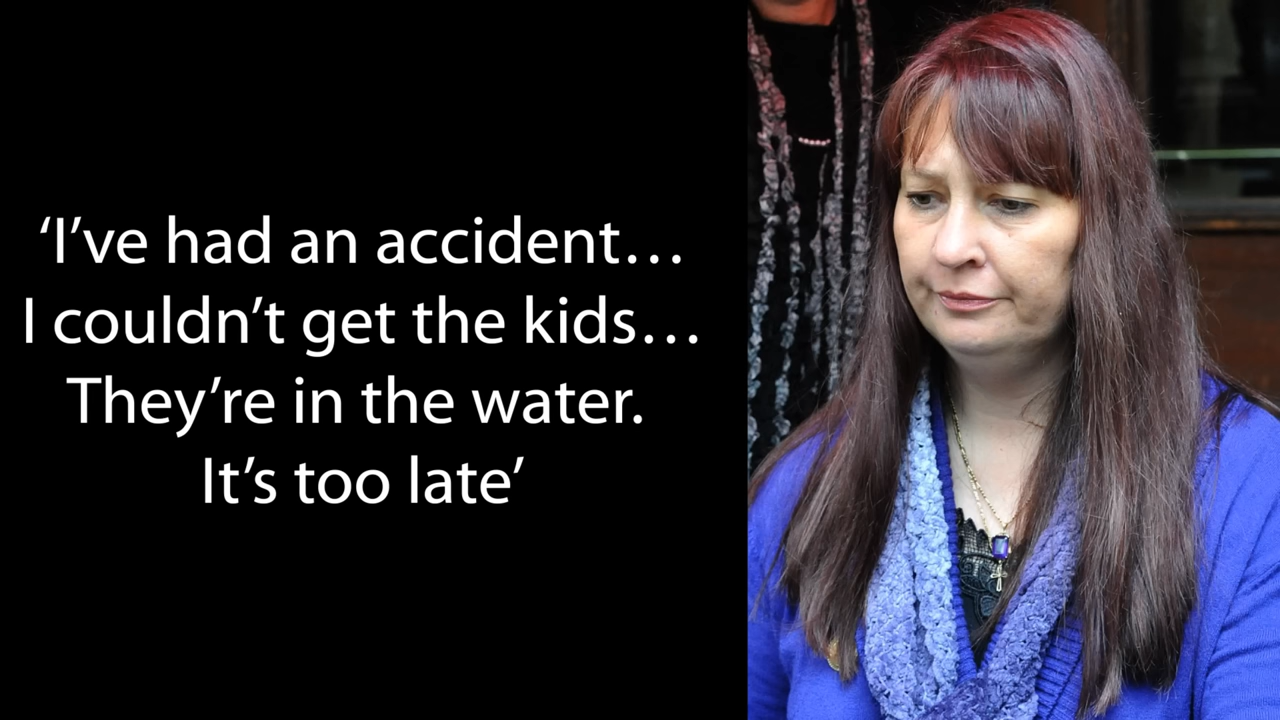 ‘I’ve had an accident…
I couldn’t get the kids…
They’re in the water.
It’s too late’